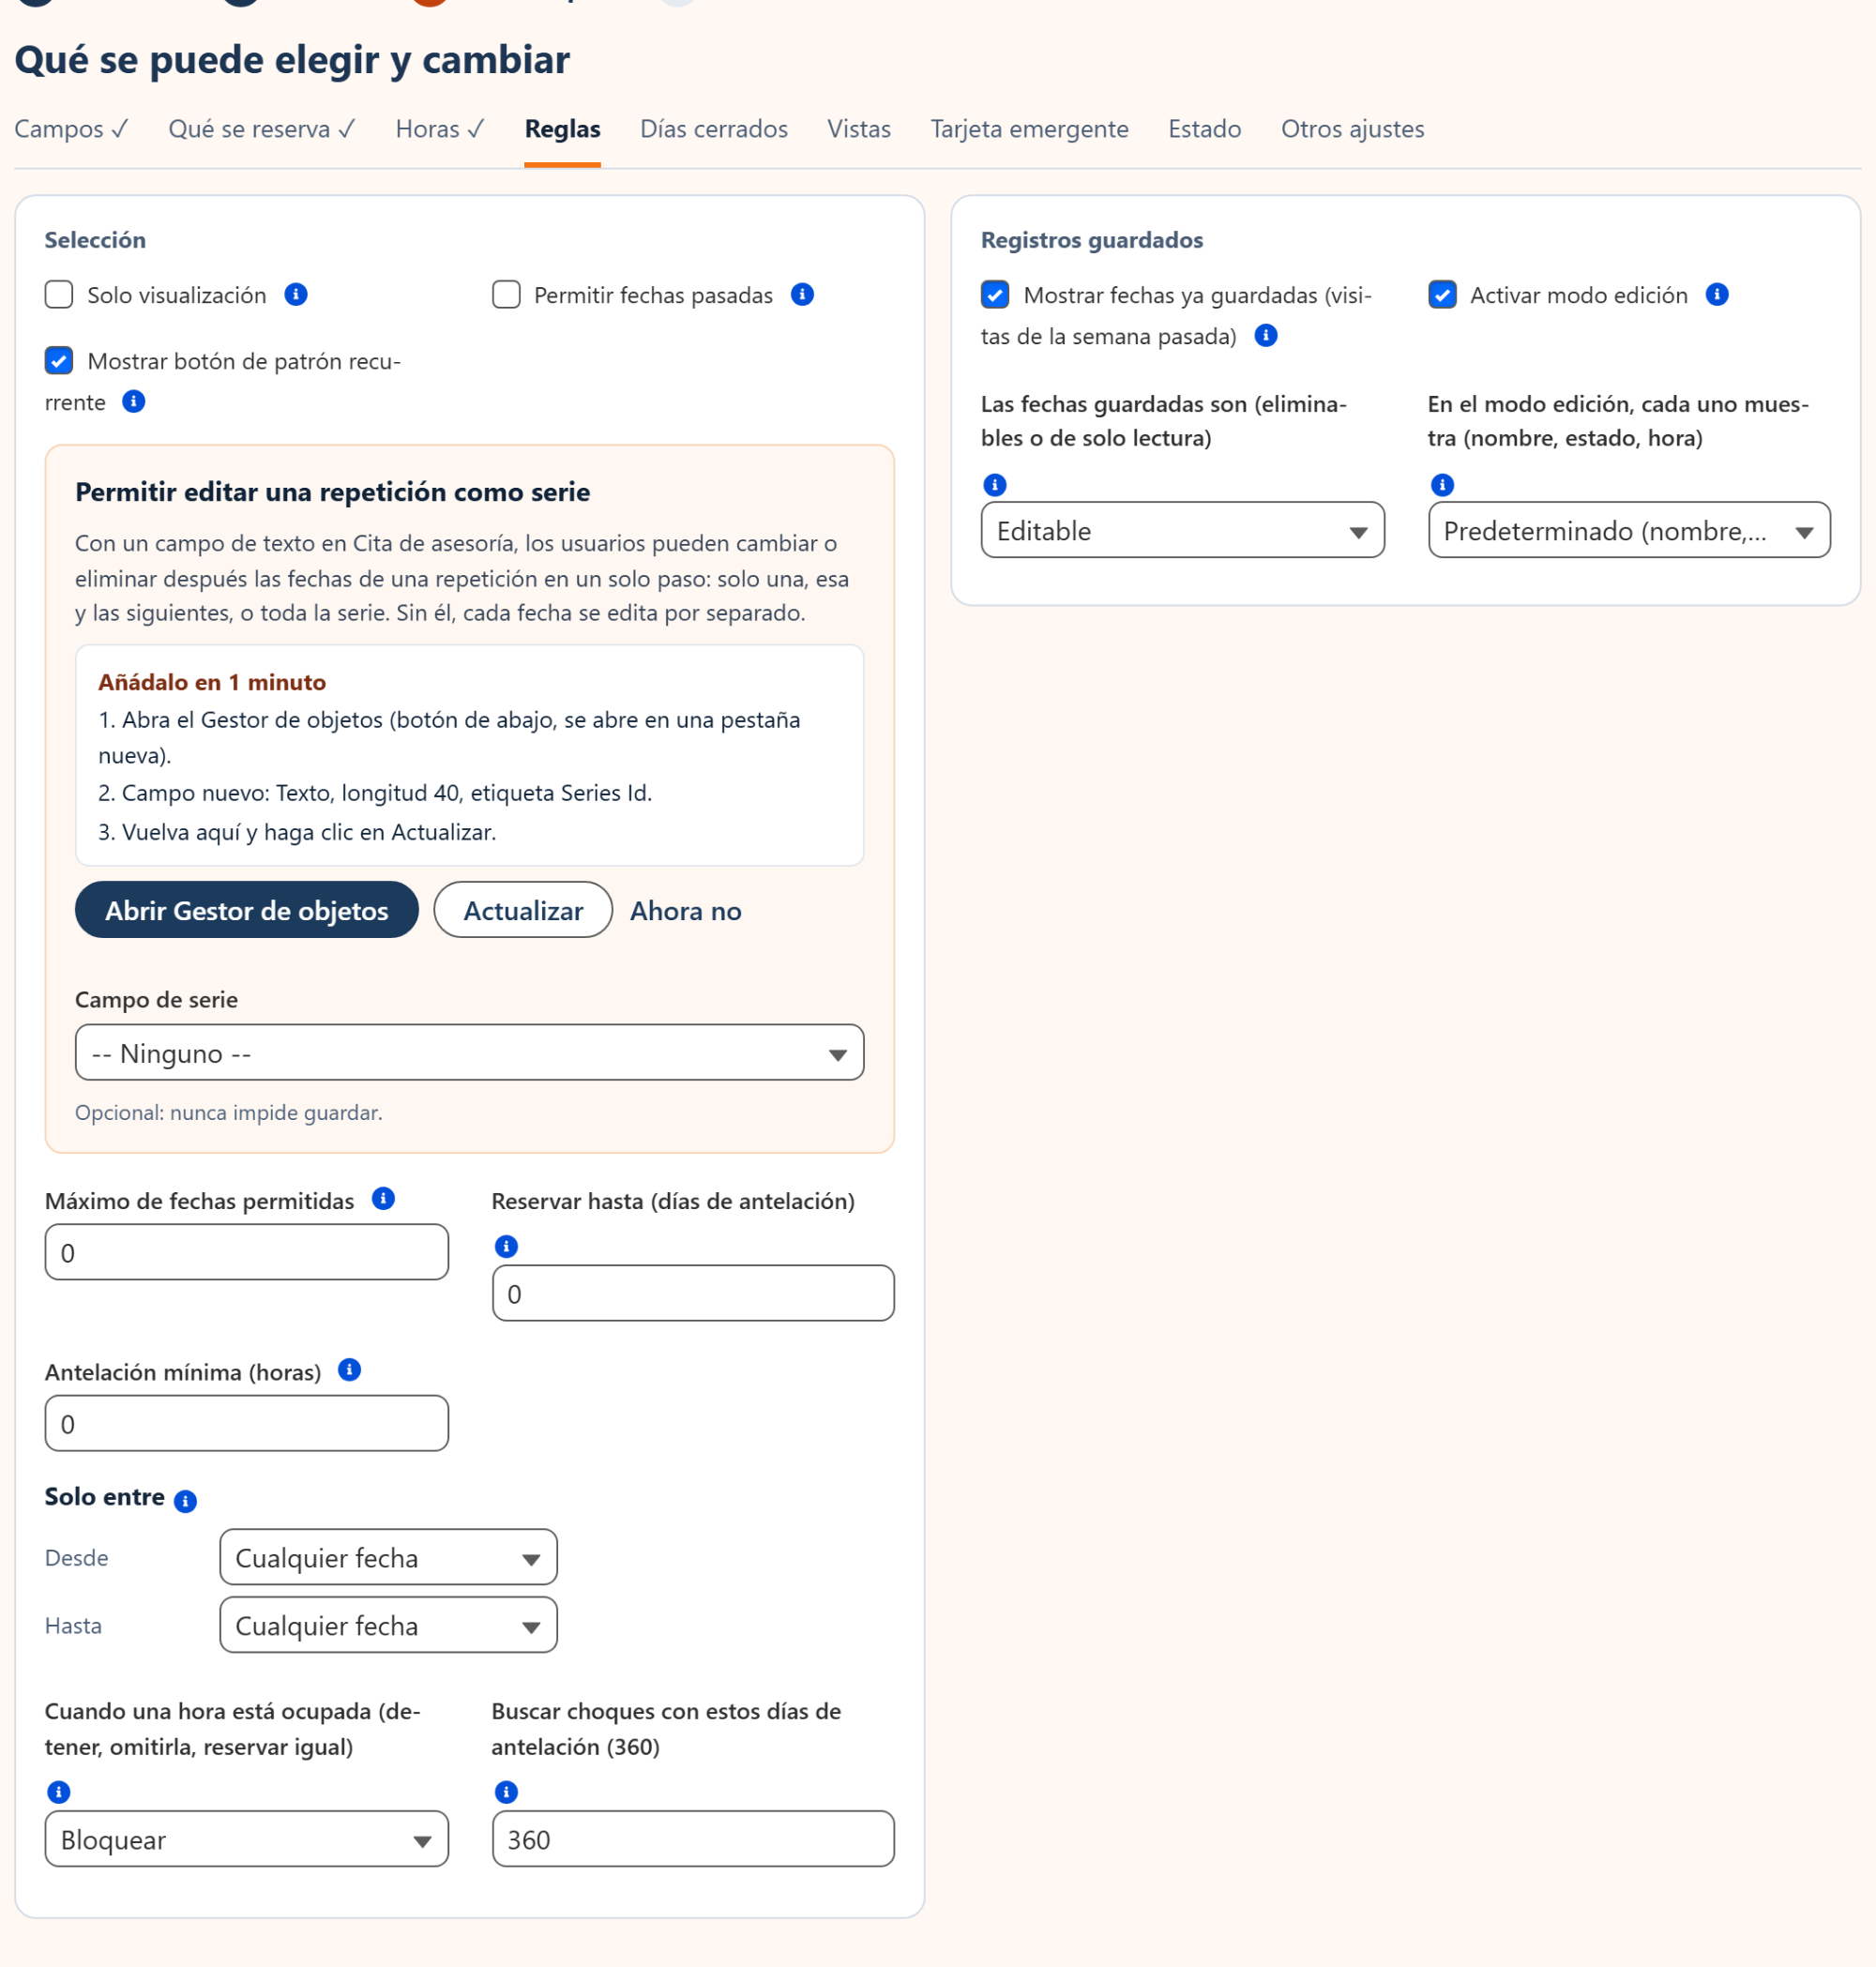 Qué se puede elegir y cambiar
Campos ✓ Qué se reserva ✓ Horas ✓ Reglas Días cerrados Vistas Tarjeta emergente Estado Otros ajustes
Selección
Solo visualización
Permitir fechas pasadas
Mostrar botón de patrón recu-
rrente
Permitir editar una repetición como serie
Con un campo de texto en Cita de asesoría, los usuarios pueden cambiar o
eliminar después las fechas de una repetición en un solo paso: solo una, esa
y las siguientes, o toda la serie. Sin él, cada fecha se edita por separado.
Añádalo en 1 minuto
1. Abra el Gestor de objetos (botón de abajo, se abre en una pestaña
nueva).
2. Campo nuevo: Texto, longitud 40, etiqueta Series Id.
3. Vuelva aquí y haga clic en Actualizar.
Abrir Gestor de objetos Actualizar Ahora no
Campo de serie
-- Ninguno --
Opcional: nunca impide guardar.
Máximo de fechas permitidas
0
Reservar hasta (días de antelación)
0
Antelación mínima (horas)
0
Solo entre
Desde Cualquier fecha
Hasta Cualquier fecha
Cuando una hora está ocupada (de-
tener, omitirla, reservar igual)
Bloquear
Buscar choques con estos días de
antelación (360)
360
Registros guardados
Mostrar fechas ya guardadas (visi-
tas de la semana pasada)
Activar modo edición
Las fechas guardadas son (elimina-
bles o de solo lectura)
Editable
En el modo edición, cada uno mues-
tra (nombre, estado, hora)
Predeterminado (nombre,...